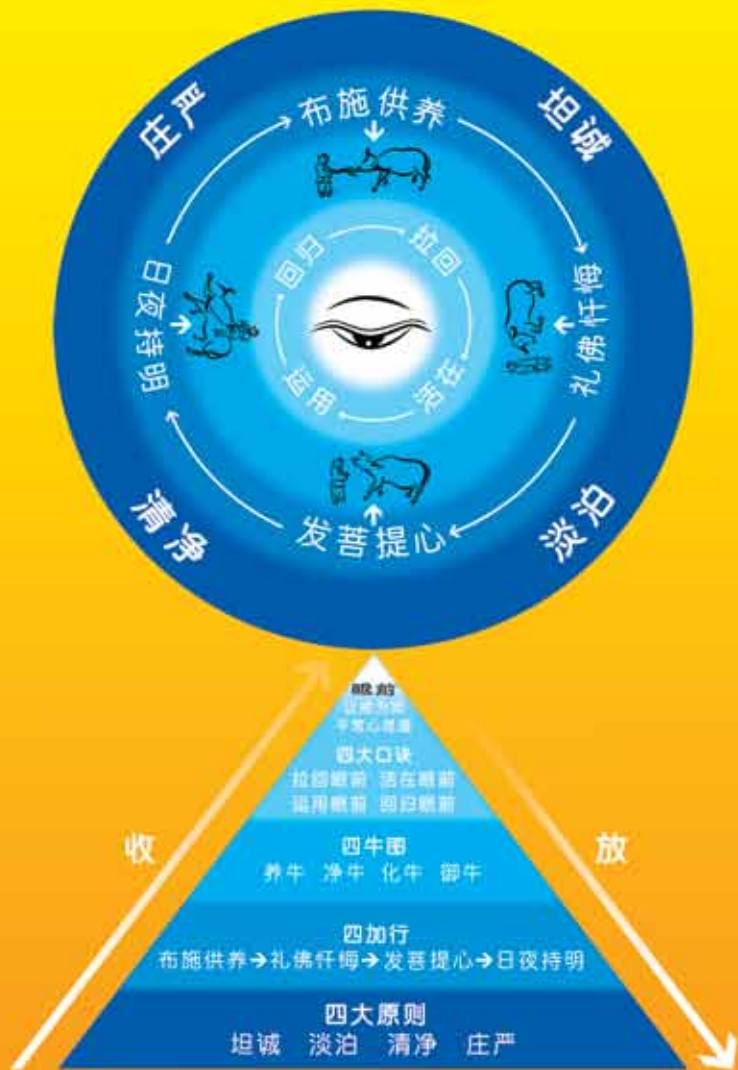 庄严
坦诚
布施供养
日夜持明
礼佛忏悔
回归
拉回
运用
活在
发菩提心
清净
淡泊
眼前
平常心是道
四大口诀
拉回眼前 活在眼前
运用眼前 回归眼前
收
放
四牛图
养牛 净牛 化牛 御牛
四加行
布施供养→礼佛忏悔→发菩提心→日夜持明
四大原则
坦诚 淡泊 清净 庄严